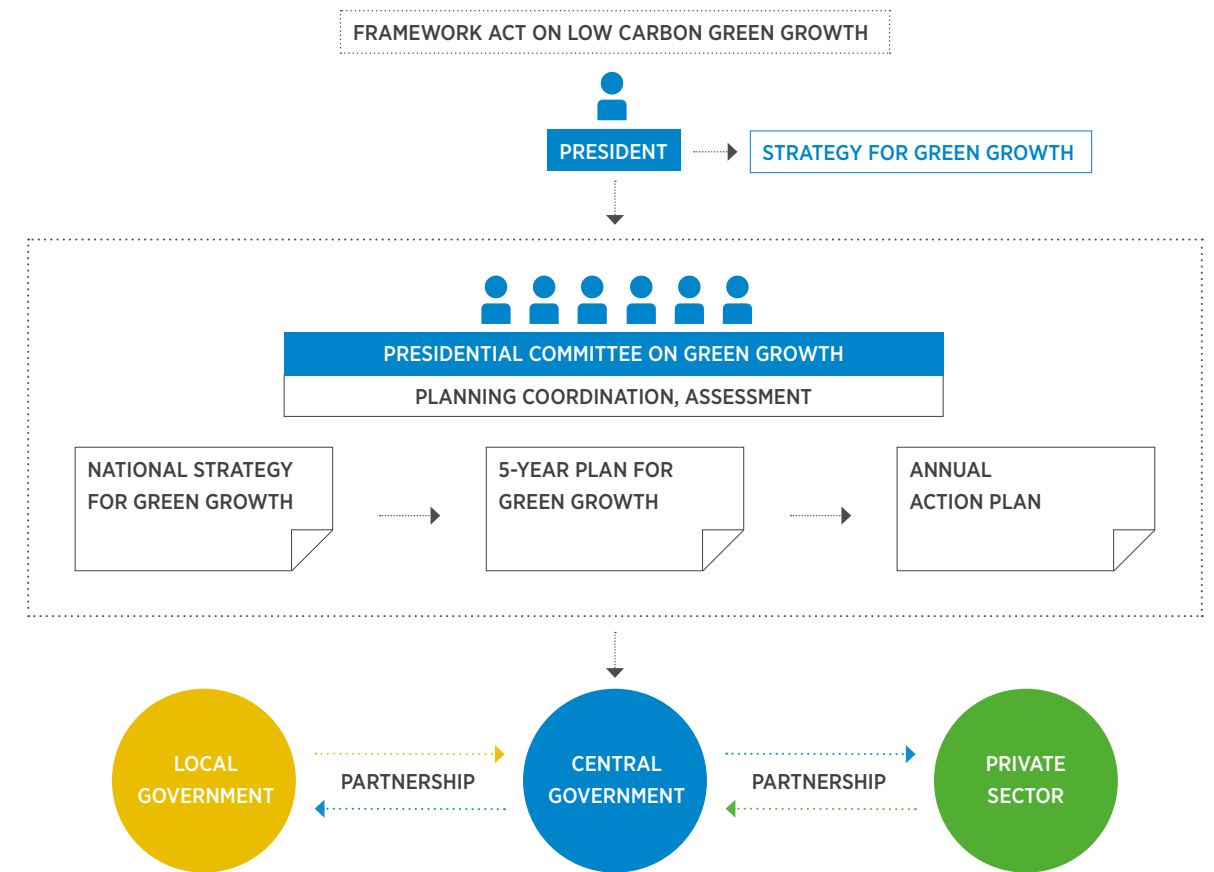 FRAMEWORK ACT ON LOW CARBON GREEN GROWTH
PRESIDENT
STRATEGY FOR GREEN GROWTH
PRESIDENTIAL COMMITTEE ON GREEN GROWTH
PLANNING COORDINATION, ASSESSMENT
NATIONAL STRATEGY
FOR GREEN GROWTH
5-YEAR PLAN FOR
GREEN GROWTH
ANNUAL
ACTION PLAN
LOCAL
GOVERNMENT
PARTNERSHIP
CENTRAL
GOVERNMENT
PARTNERSHIP
PRIVATE
SECTOR